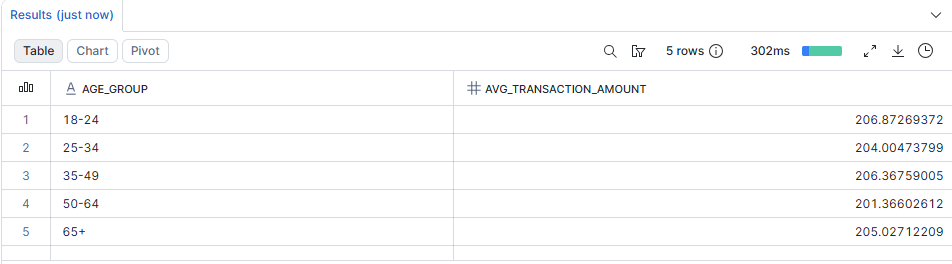 Results (just now)
Table Chart Pivot 5 rows 302ms
AGE_GROUP AVG_TRANSACTION_AMOUNT
1 18-24 206.87269372
2 25-34 204.00473799
3 35-49 206.36759005
4 50-64 201.36602612
5 65+ 205.02712209